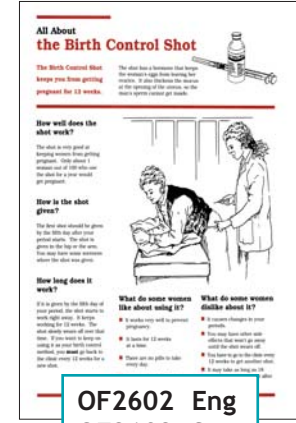 All About
the Birth Control Shot
The Birth Control Shot
keeps you from getting
pregnant for 12 weeks.
The shot has a hormone that keeps
the woman's eggs from leaving her
ovaries. It also thickens the mucus
at the opening of the uterus, so the
man's sperm cannot get inside.
How well does the
shot work?
The shot is very good at
keeping women from getting
pregnant. Only about 1
woman out of 100 who use
the shot for a year would
get pregnant.
How is the shot
given?
The first shot should be given
by the fifth day after your
period starts. The shot is
given in the hip or the arm.
You may have some soreness
where the shot was given.
How long does it
work?
If it is given by the fifth day of
your period, the shot starts to
work right away. It keeps
working for 12 weeks. The
shot slowly wears off over that
time. If you want to keep on
using it as your birth control
method, you must go back to
the clinic every 12 weeks for a
new shot.
What do some women
like about using it?
It works very well to prevent
pregnancy.
It lasts for 12 weeks
at a time.
There are no pills to take
every day.
What do some women
dislike about it?
It causes changes in your
periods.
You may have other side
effects that won't go away
until the shot wears off.
You have to go to the clinic every
12 weeks to get another shot.
It may take as long as 18
after
OF2602 Eng